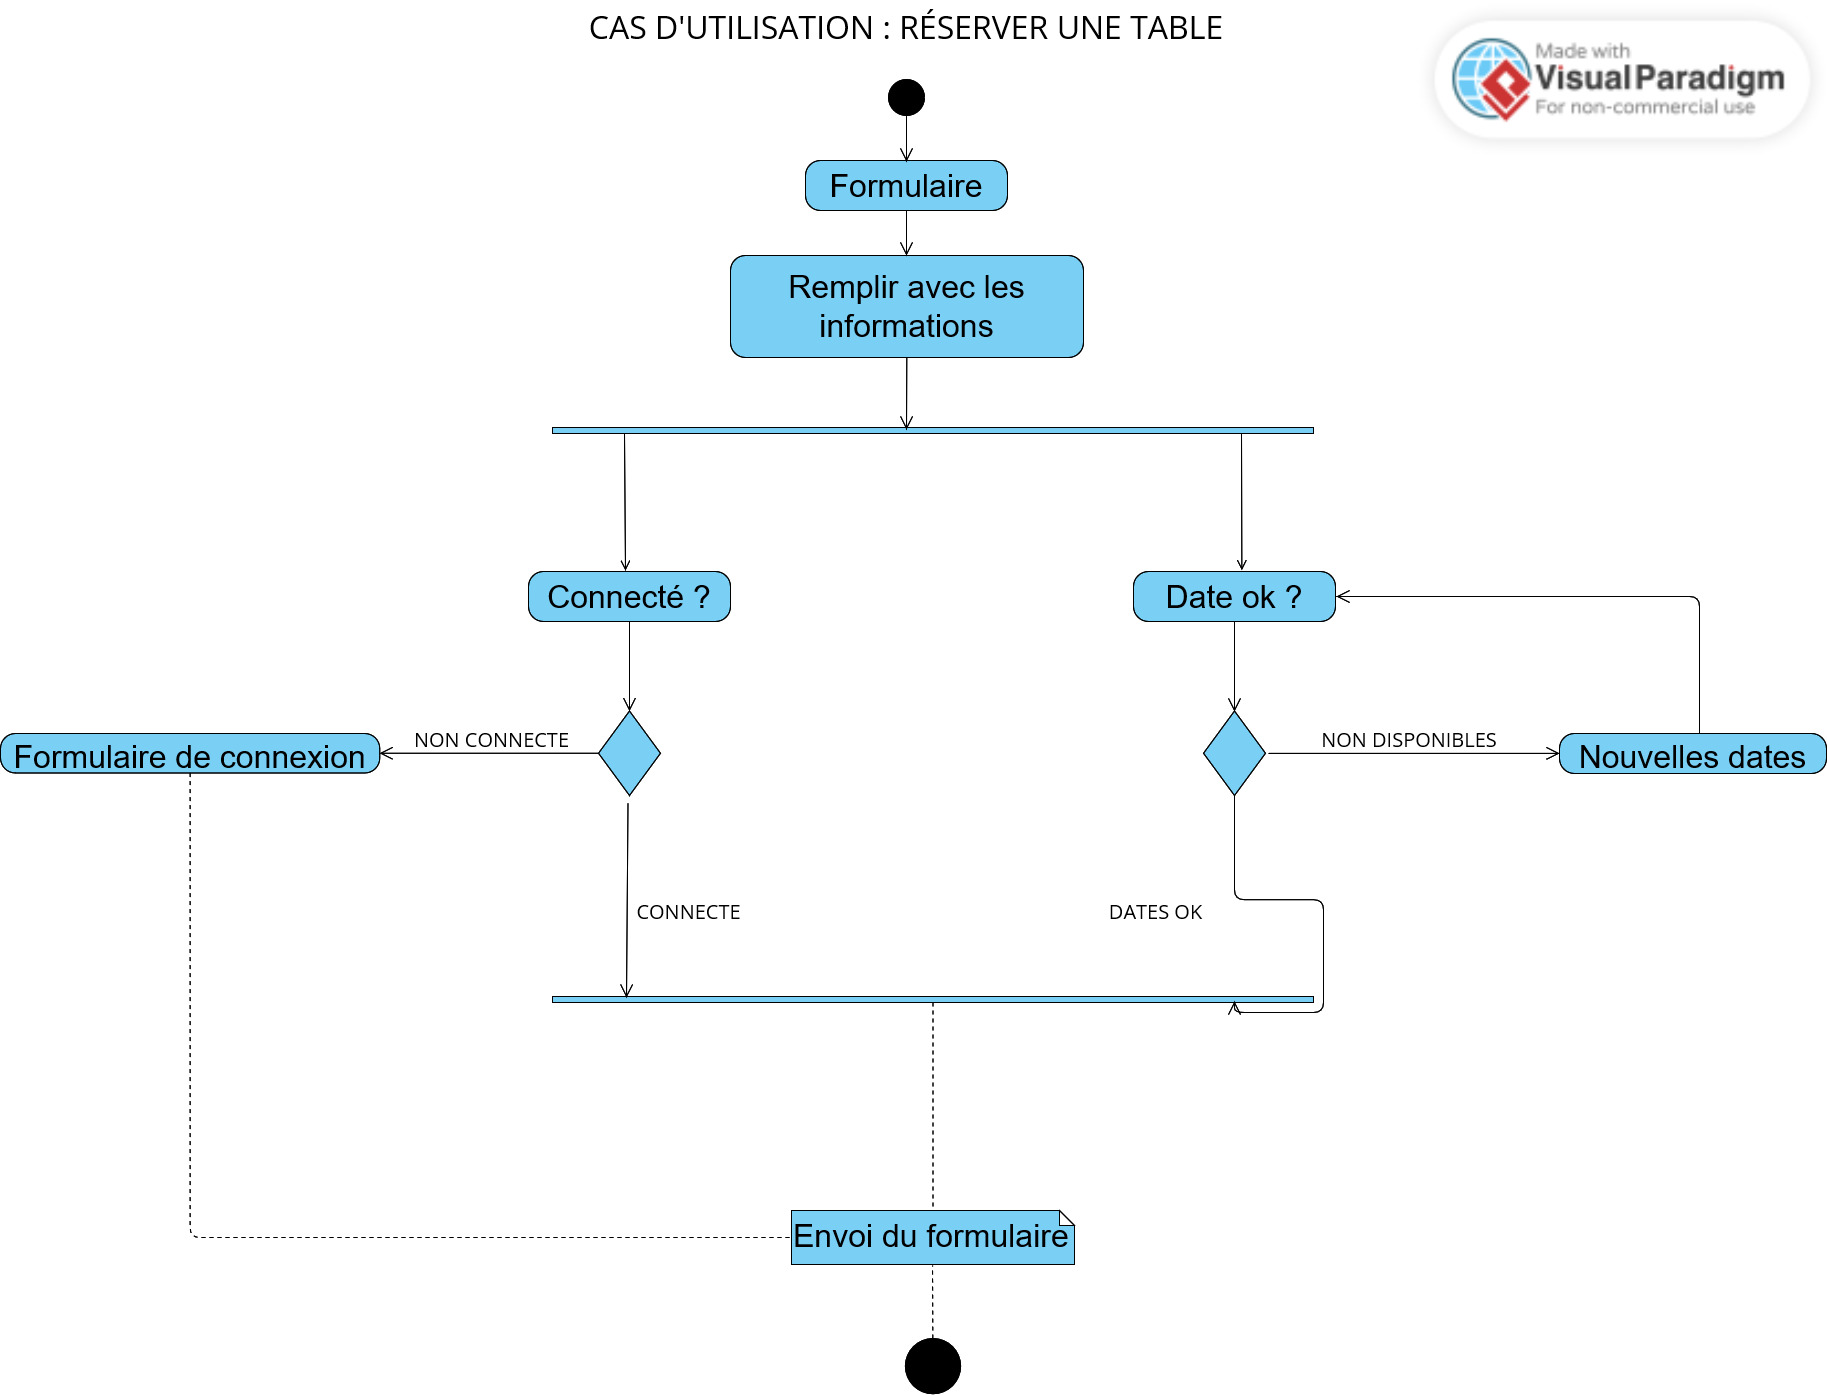 CAS D'UTILISATION : RÉSERVER UNE TABLE
Made with
Visual Paradigm
For non-commercial use
Formulaire
Remplir avec les
informations
Connecté ?
Date ok ?
NON CONNECTE
NON DISPONIBLES
Formulaire de connexion
Nouvelles dates
CONNECTE
DATES OK
Envoi du formulaire